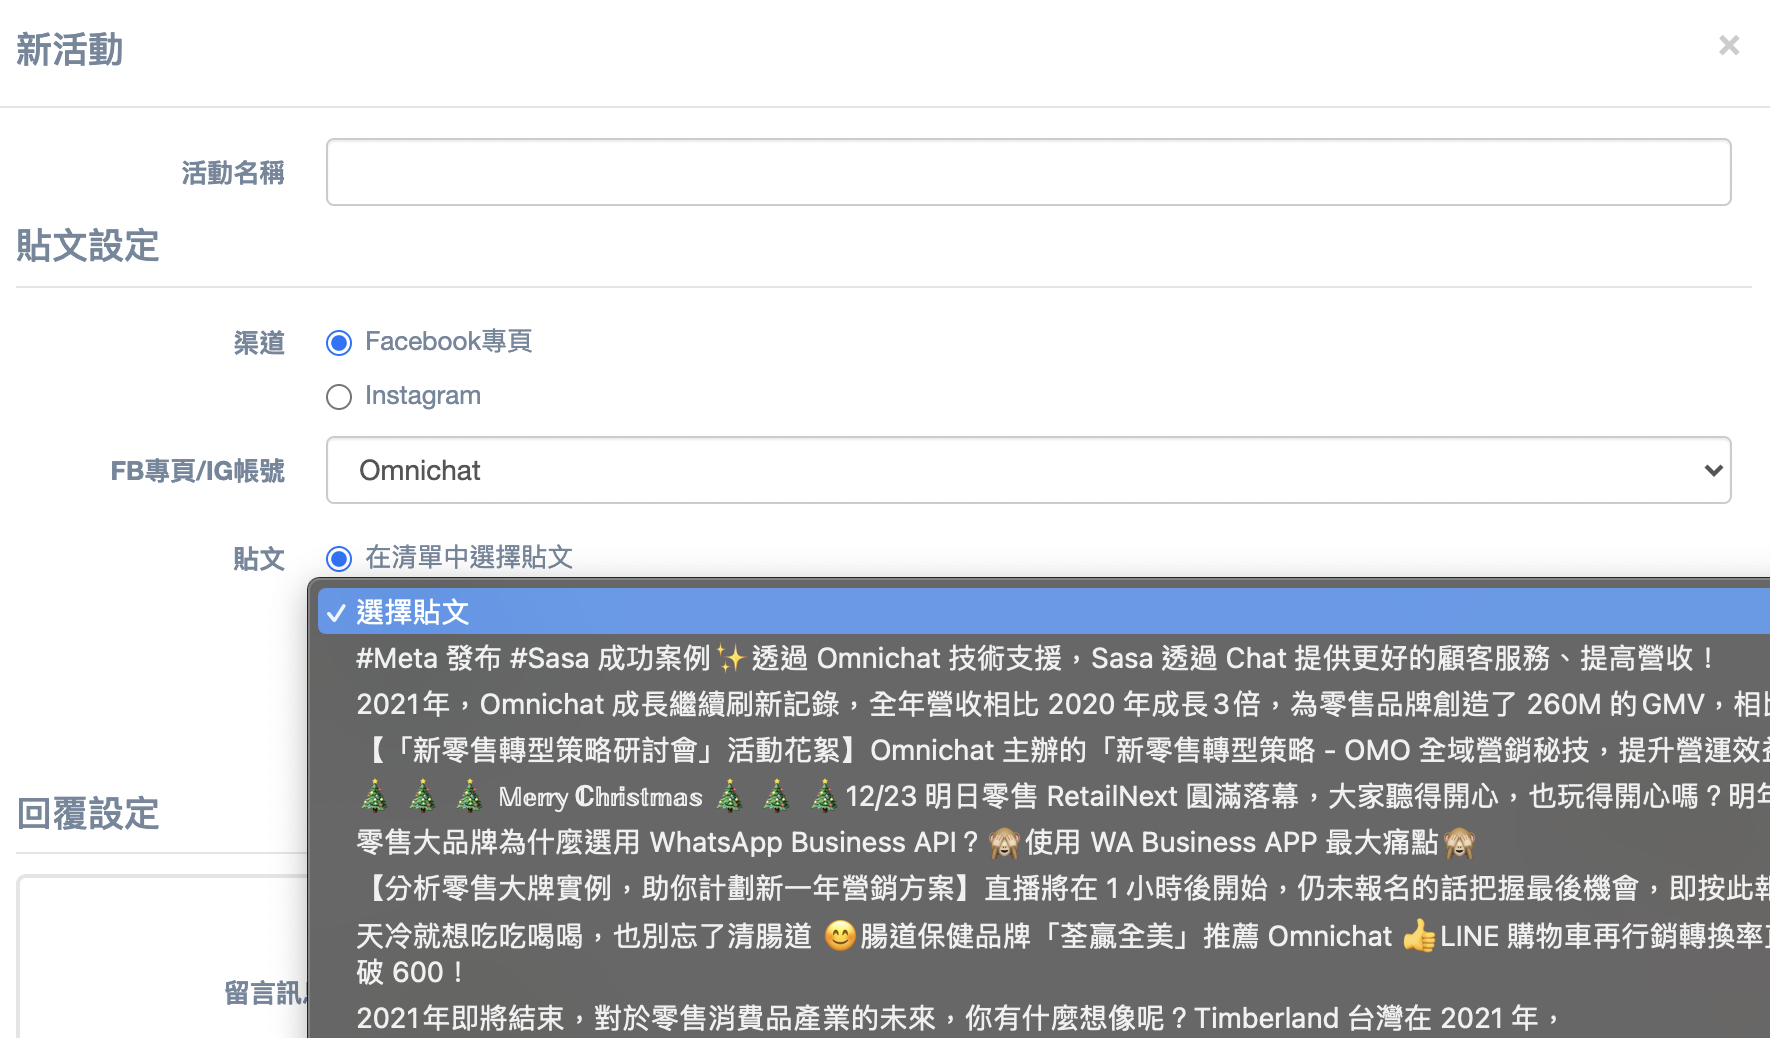 新活動
×
活動名稱
貼文設定
渠道
Facebook專頁
Instagram
FB專頁/IG帳號
Omnichat
貼文
在清單中選擇貼文
✓ 選擇貼文
#Meta 發布 #Sasa 成功案例✨透過 Omnichat 技術支援，Sasa 透過 Chat 提供更好的顧客服務、提高營收！
2021年，Omnichat 成長繼續刷新記錄，全年營收相比 2020 年成長3倍，為零售品牌創造了 260M 的GMV，相
【「新零售轉型策略研討會」活動花絮】Omnichat 主辦的「新零售轉型策略 - OMO 全域營銷秘技，提升營運效
🎄 🎄 🎄 𝕄𝕖𝕣𝕣𝕪 ℂ𝕙𝕣𝕚𝕤𝕥𝕞𝕒𝕤 🎄 🎄 🎄12/23 明日零售 RetailNext 圓滿落幕，大家聽得開心，也玩得開心嗎？明年
零售大品牌為什麼選用 WhatsApp Business API？🙈使用 WA Business APP 最大痛點🙈
【分析零售大牌實例，助你計劃新一年營銷方案】直播將在 1 小時後開始，仍未報名的話把握最後機會，即按此報
天冷就想吃吃喝喝，也別忘了清腸道 😊腸道保健品牌「荃贏全美」推薦 Omnichat 👍LINE 購物車再行銷轉換率
破 600！
2021年即將結束，對於零售消費品產業的未來，你有什麼想像呢？Timberland 台灣在 2021 年，
回覆設定
留言訊